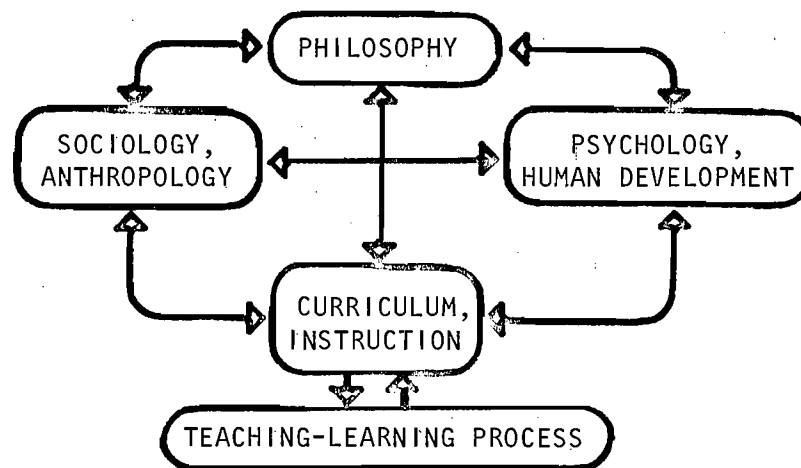 PHILOSOPHY
SOCIOLOGY,
ANTHROPOLOGY
PSYCHOLOGY,
HUMAN DEVELOPMENT
CURRICULUM,
INSTRUCTION
TEACHING-LEARNING PROCESS